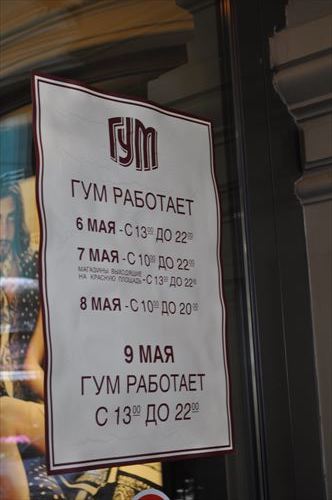 ГУМ
ГУМ РАБОТАЕТ
6 МАЯ - С 13⁰⁰ ДО 22⁰⁰
7 МАЯ - С 10⁰⁰ ДО 22⁰⁰
МАГАЗИНЫ ВЫХОДЯЩИЕ
НА КРАСНУЮ ПЛОЩАДЬ - С 13⁰⁰ ДО 22⁰⁰
8 МАЯ - С 10⁰⁰ ДО 20⁰⁰
9 МАЯ
ГУМ РАБОТАЕТ
С 13⁰⁰ ДО 22⁰⁰